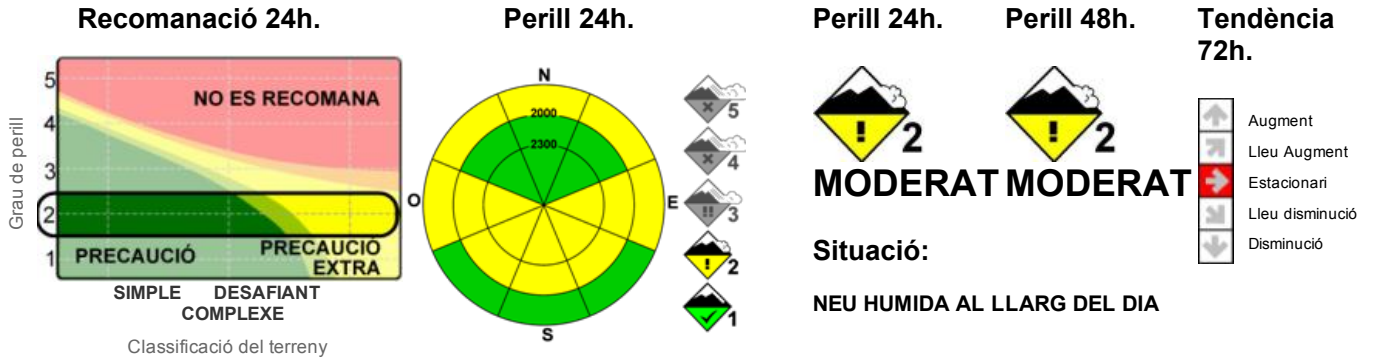 Recomanació 24h.
5
4
3
2
1
Grau de perill
NO ES RECOMANA
PRECAUCIÓ
PRECAUCIÓ
EXTRA
SIMPLE DESAFIANT
COMPLEXE
Classificació del terreny
Perill 24h.
N
2000
2300
O
E
S
5
4
!! 3
! 2
1
Perill 24h.
! 2
MODERAT
Perill 48h.
! 2
MODERAT
Situació:
NEU HUMIDA AL LLARG DEL DIA
Tendència
72h.
Augment
Lleu Augment
Estacionari
Lleu disminució
Disminució